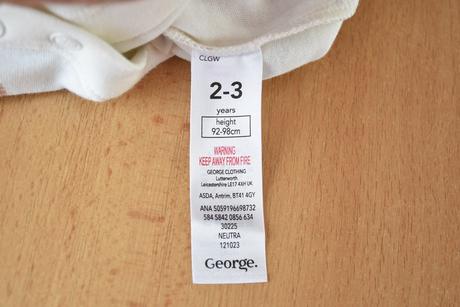 CLGW
2-3
years
height
92-98cm
WARNING
KEEP AWAY FROM FIRE
GEORGE CLOTHING
Lutterworth
Leicestershire LE17 4XH UK
ASDA, Antrim, BT41 4GY
ANA 5059196698732
584 5842 0856 634
30225
NEUTRA
121023
George.